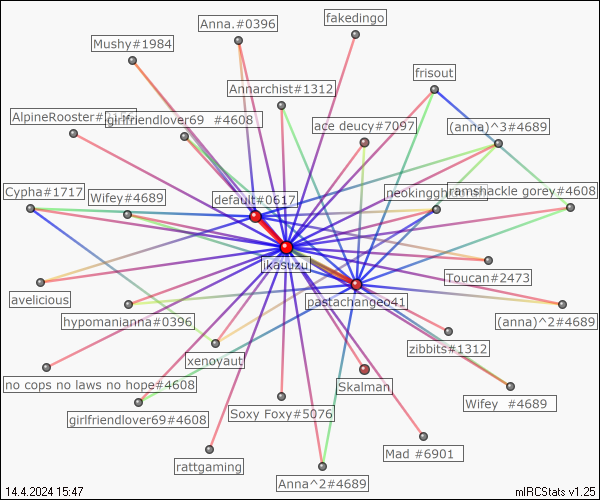 Anna.#0396
fakedingo
Mushy#1984
frisout
Annarchist#1312
AlpineRooster#
girlfriendlover69 #4608
ace deucy#7097
(anna)^3#4689
Cypha#1717
Wifey#4689
default#0617
ramshackle gorey#4608
jkasuzu
Toucan#2473
avelicious
pastachangeo41
hypomanianna#0396
(anna)^2#4689
zibbits#1312
xenoyaut
no cops no laws no hope#4608
Skalman
Wifey #4689
girlfriendlover69#4608
Soxy Foxy#5076
Mad #6901
rattgaming
Anna^2#4689
14.4.2024 15:47
mIRCStats v1.25